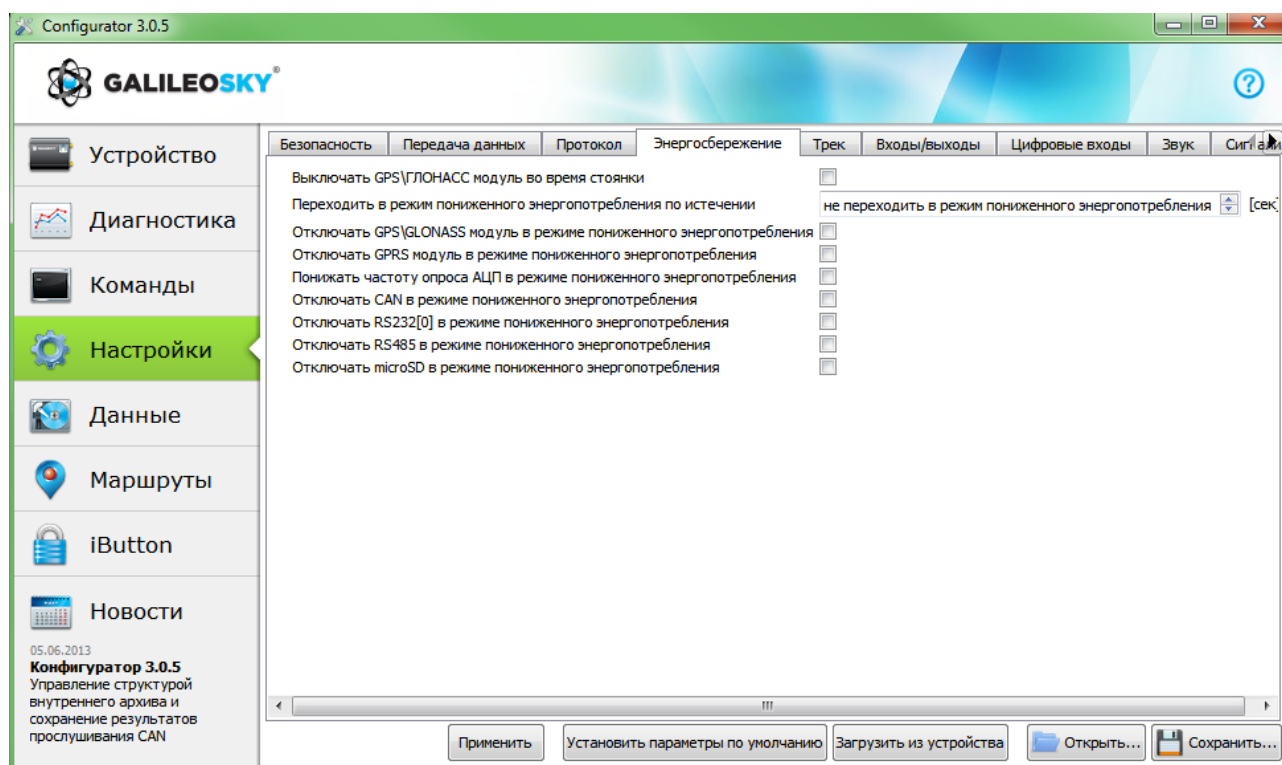 Configurator 3.0.5
GALILEOSKY®
?
Устройство
Диагностика
Команды
Настройки
Данные
Маршруты
iButton
Новости
05.06.2013
Конфигуратор 3.0.5
Управление структурой
внутреннего архива и
сохранение результатов
прослушивания CAN
Безопасность Передача данных Протокол Энергосбережение Трек Входы/выходы Цифровые входы Звук
Выключать GPS\ГЛОНАСС модуль во время стоянки
Переходить в режим пониженного энергопотребления по истечении не переходить в режим пониженного энергопотребления [сек]
Отключать GPS\GLONASS модуль в режиме пониженного энергопотребления
Отключать GPRS модуль в режиме пониженного энергопотребления
Понижать частоту опроса АЦП в режиме пониженного энергопотребления
Отключать CAN в режиме пониженного энергопотребления
Отключать RS232[0] в режиме пониженного энергопотребления
Отключать RS485 в режиме пониженного энергопотребления
Отключать microSD в режиме пониженного энергопотребления
Применить Установить параметры по умолчанию Загрузить из устройства Открыть... Сохранить...